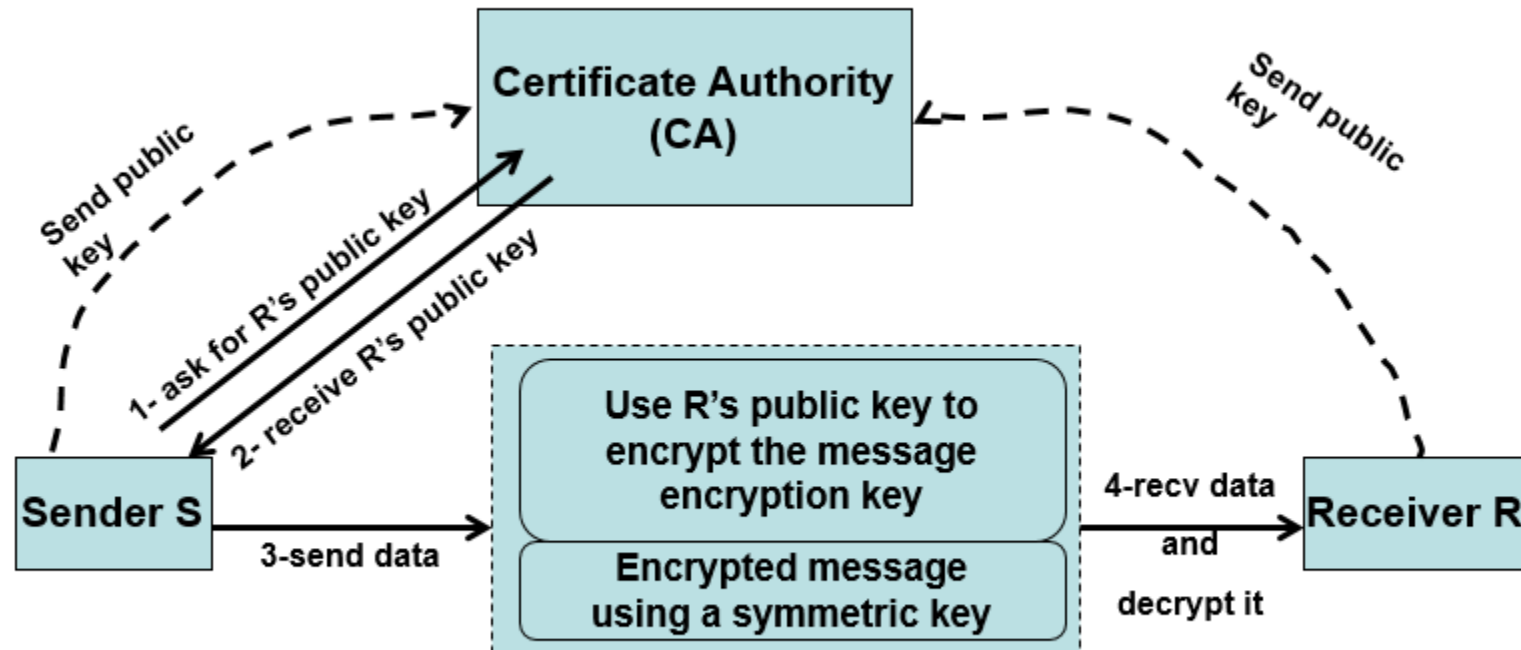 Certificate Authority
(CA)
Send public
key
Send public
key
1- ask for R's public key
2- receive R's public key
Sender S
3-send data
Use R's public key to
encrypt the message
encryption key
Encrypted message
using a symmetric key
4-recv data
and
decrypt it
Receiver R